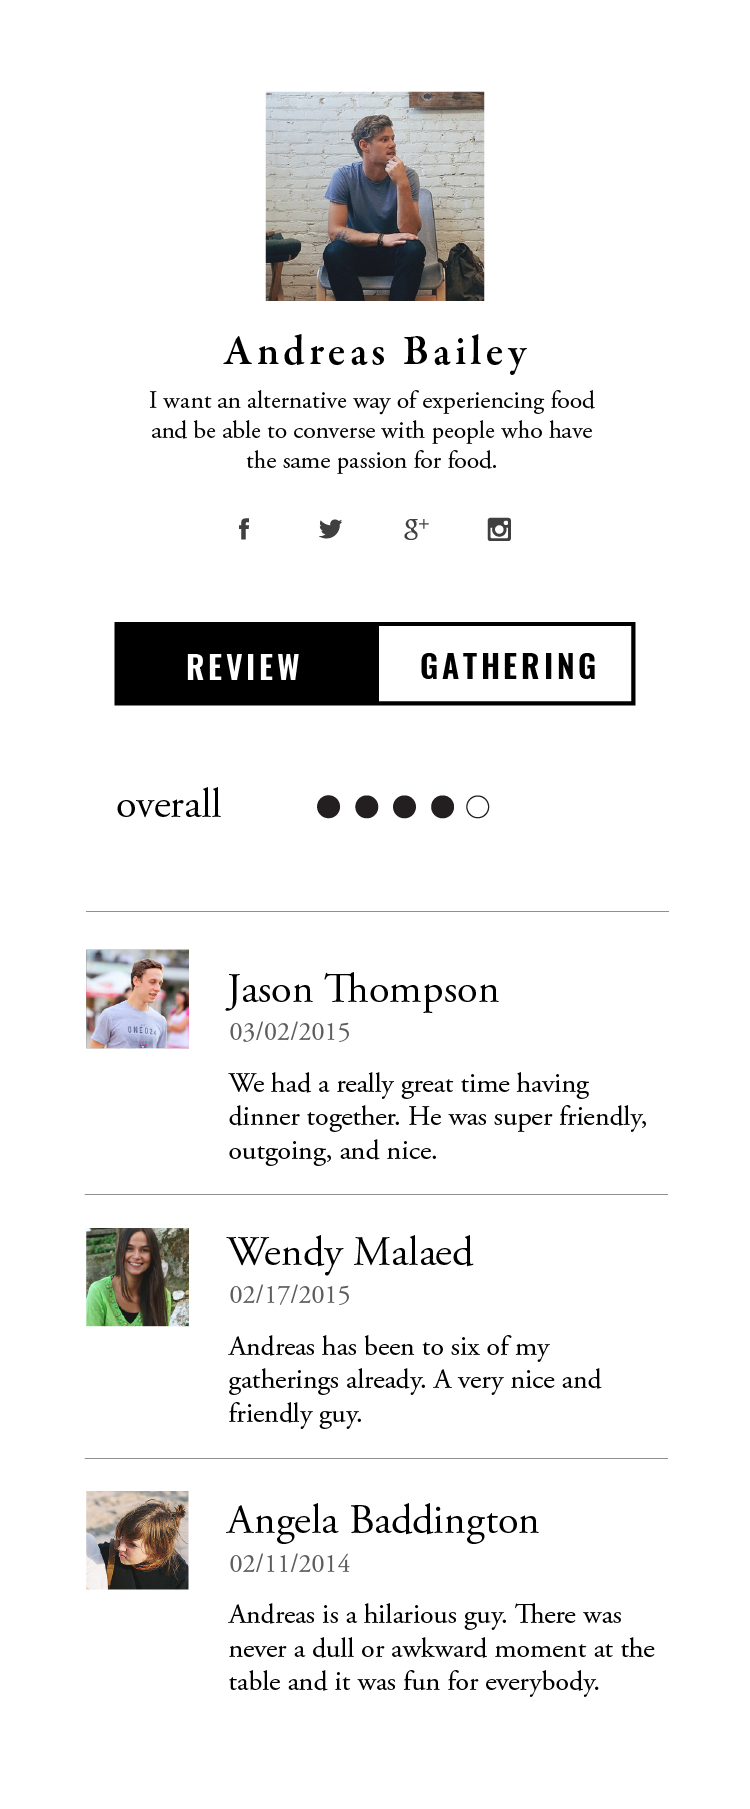 Andreas Bailey
I want an alternative way of experiencing food
and be able to converse with people who have
the same passion for food.
f
g+
REVIEW
GATHERING
overall
Jason Thompson
03/02/2015
We had a really great time having
dinner together. He was super friendly,
outgoing, and nice.
Wendy Malaed
02/17/2015
Andreas has been to six of my
gatherings already. A very nice and
friendly guy.
Angela Baddington
02/11/2014
Andreas is a hilarious guy. There was
never a dull or awkward moment at the
table and it was fun for everybody.